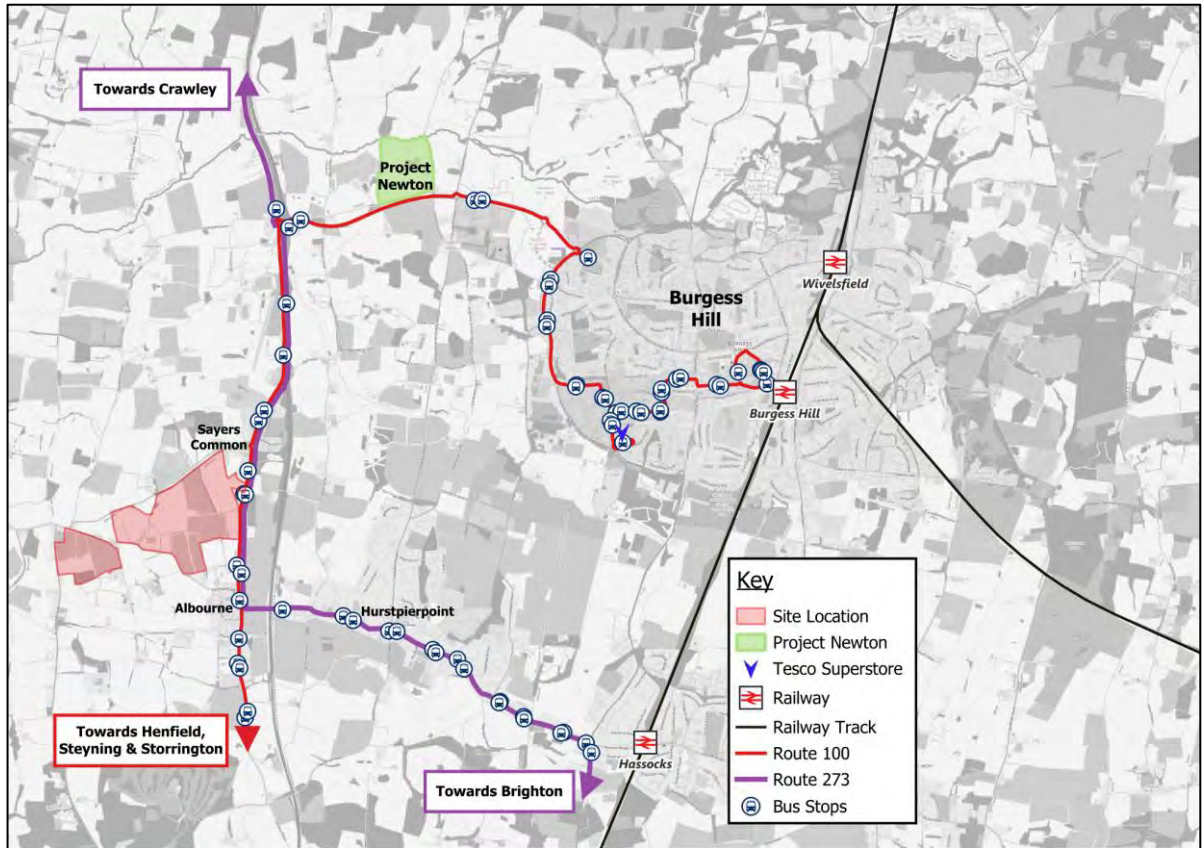 Towards Crawley
Project
Newton
Burgess
Hill
Wivelsfield
Burgess Hill
Sayers
Common
Albourne
Hurstpierpoint
Towards Henfield,
Steyning & Storrington
Towards Brighton
Hassocks
Key
Site Location
Project Newton
Tesco Superstore
Railway
Railway Track
Route 100
Route 273
Bus Stops